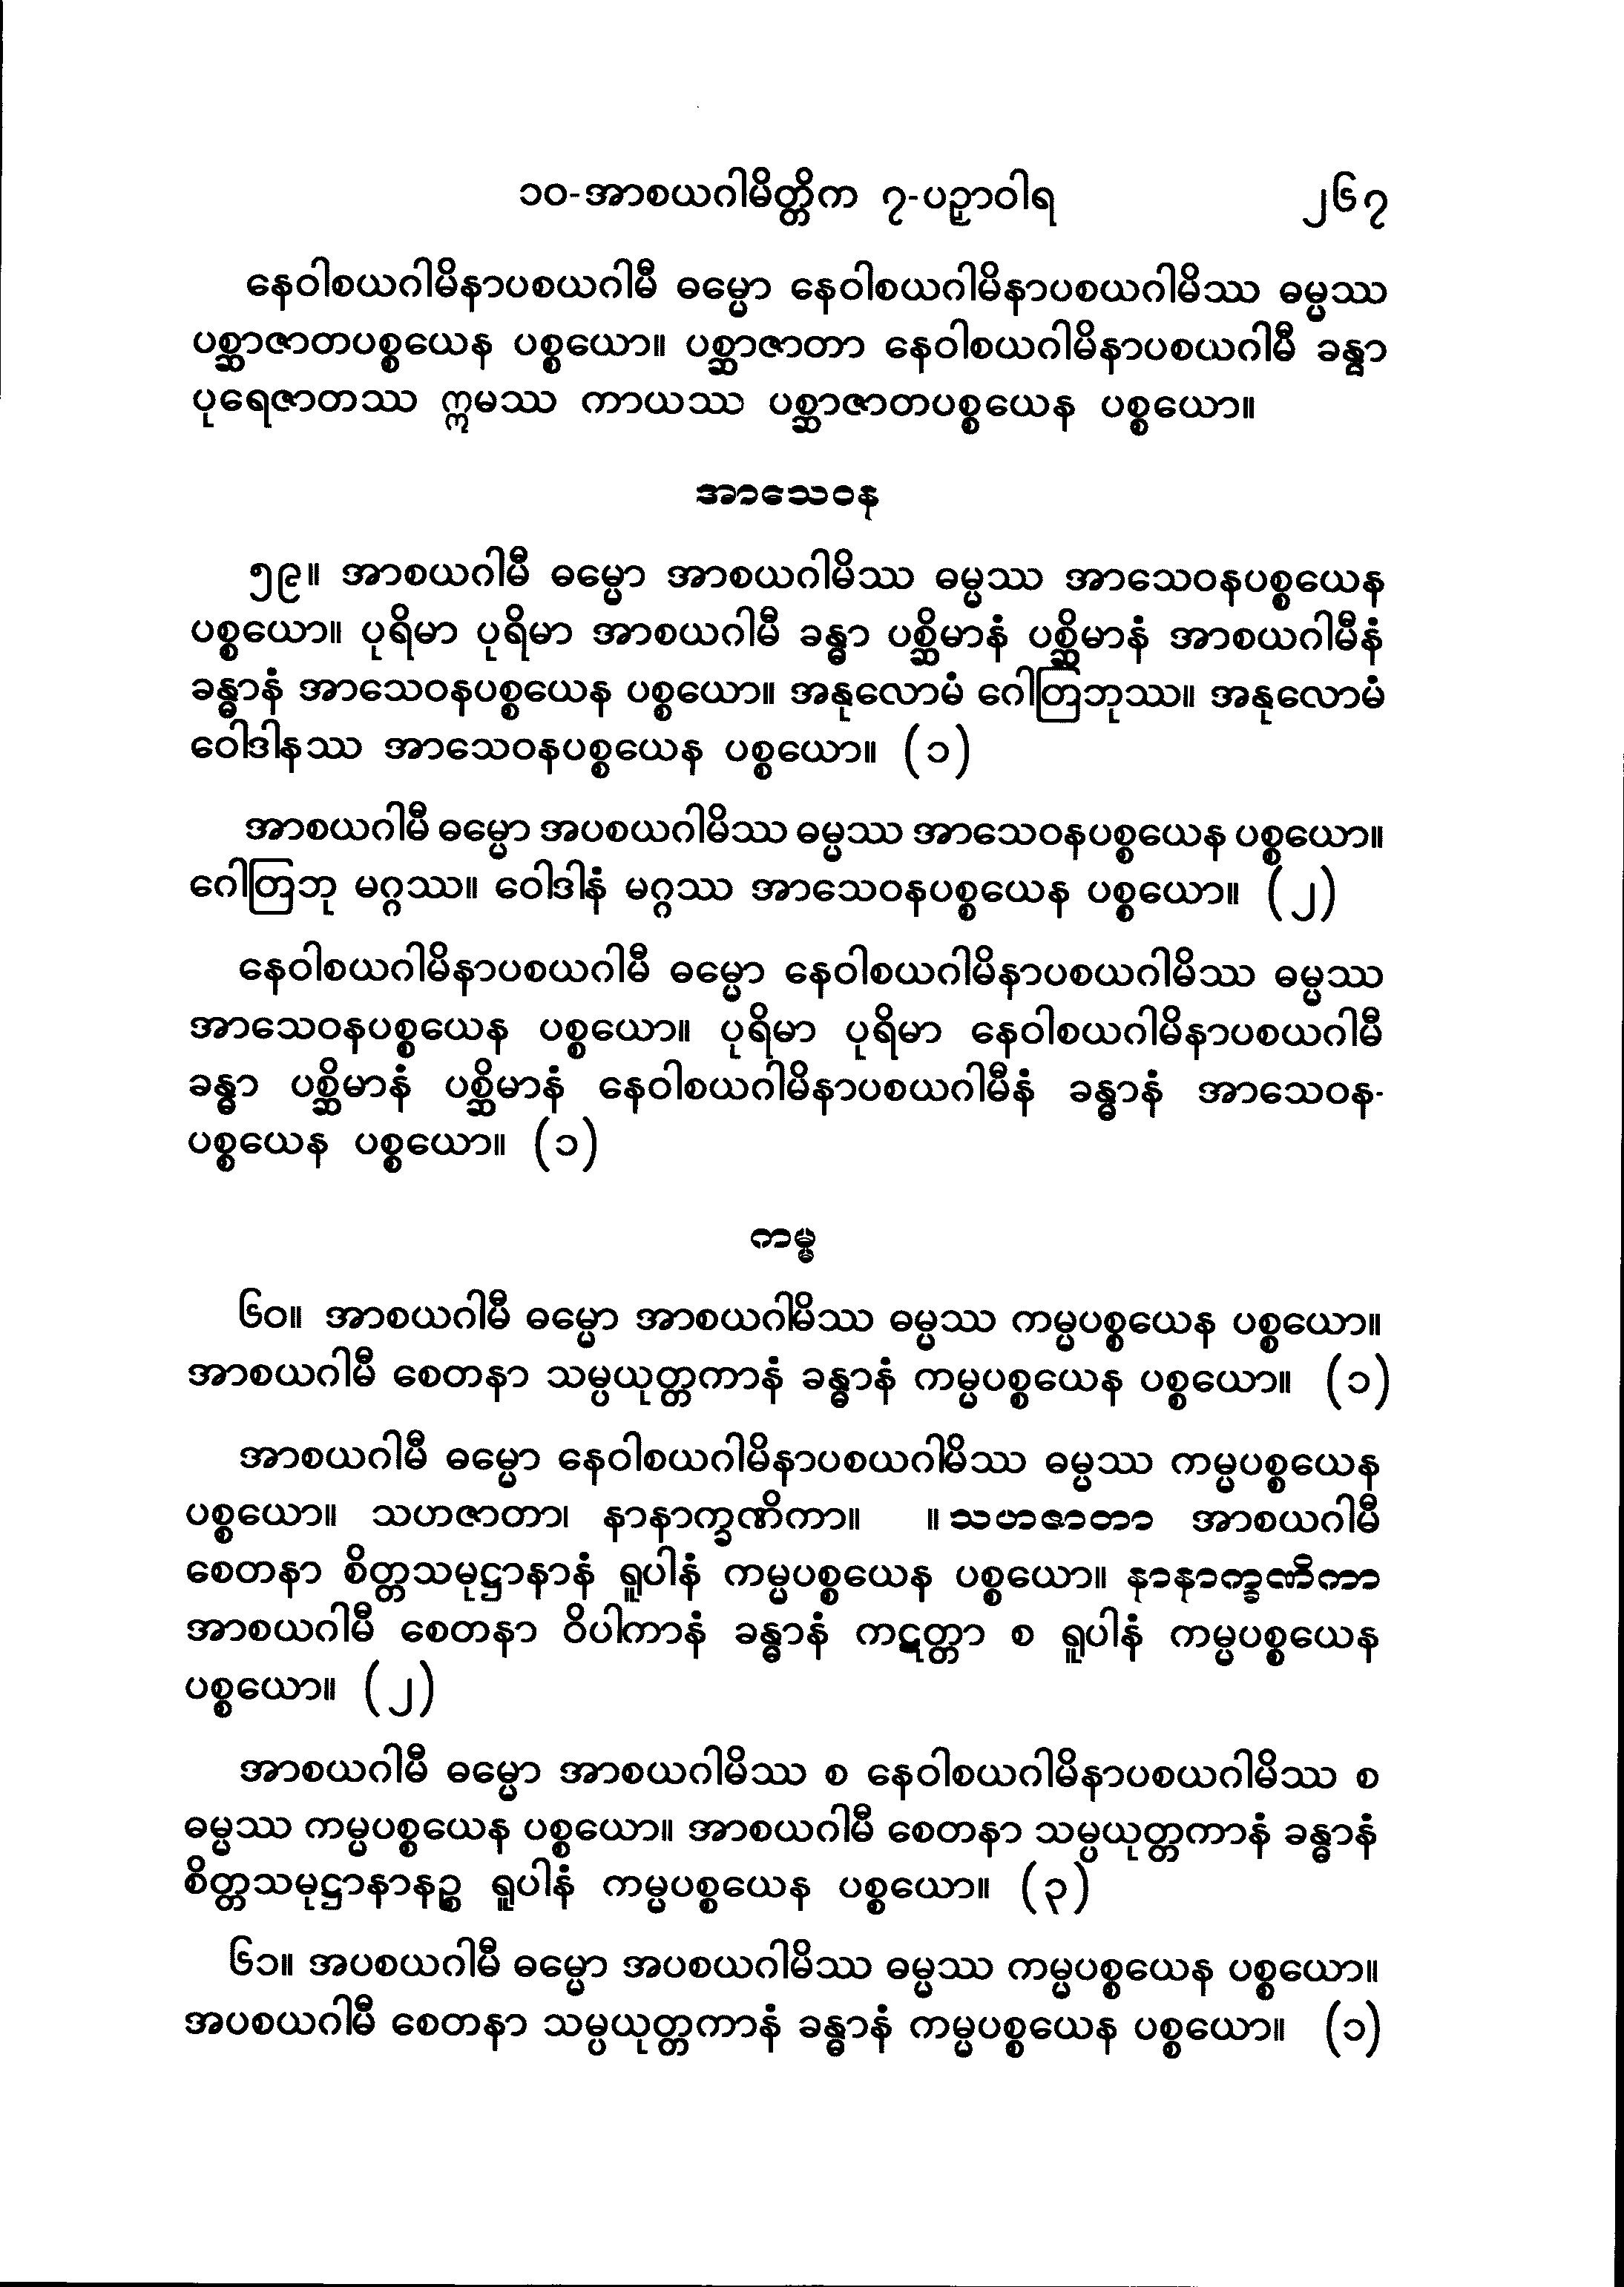 ၁၀-အာစယဂါမိတ္တိက ၇-ပဉှာဝါရ ၂၆၇
နေဝါစယဂါမိနာပစယဂါမီ ဓမ္မော နေဝါစယဂါမိနာပစယဂါမိဿ ဓမ္မဿ
ပစ္ဆာဇာတပစ္စယေန ပစ္စယော။ ပစ္ဆာဇာတာ နေဝါစယဂါမိနာပစယဂါမီ ခန္ဓာ
ပုရေဇာတဿ ဣမဿ ကာယဿ ပစ္ဆာဇာတပစ္စယေန ပစ္စယော။
အာသေဝန
၅၉။ အာစယဂါမီ ဓမ္မော အာစယဂါမိဿ ဓမ္မဿ အာသေဝနပစ္စယေန
ပစ္စယော။ ပုရိမာ ပုရိမာ အာစယဂါမီ ခန္ဓာ ပစ္ဆိမာနံ ပစ္ဆိမာနံ အာစယဂါမီနံ
ခန္ဓာနံ အာသေဝနပစ္စယေန ပစ္စယော။ အနုလောမံ ဂေါတြဘုဿ။ အနုလောမံ
ဝေါဒါနဿ အာသေဝနပစ္စယေန ပစ္စယော။ (၁)
အာစယဂါမီ ဓမ္မော အပစယဂါမိဿ ဓမ္မဿ အာသေဝနပစ္စယေန ပစ္စယော။
ဂေါတြဘု မဂ္ဂဿ။ ဝေါဒါနံ မဂ္ဂဿ အာသေဝနပစ္စယေန ပစ္စယော။ (၂)
နေဝါစယဂါမိနာပစယဂါမီ ဓမ္မော နေဝါစယဂါမိနာပစယဂါမိဿ ဓမ္မဿ
အာသေဝနပစ္စယေန ပစ္စယော။ ပုရိမာ ပုရိမာ နေဝါစယဂါမိနာပစယဂါမီ
ခန္ဓာ ပစ္ဆိမာနံ ပစ္ဆိမာနံ နေဝါစယဂါမိနာပစယဂါမီနံ ခန္ဓာနံ အာသေဝန-
ပစ္စယေန ပစ္စယော။ (၁)
ကမ္မ
၆၀။ အာစယဂါမီ ဓမ္မော အာစယဂါမိဿ ဓမ္မဿ ကမ္မပစ္စယေန ပစ္စယော။
အာစယဂါမီ စေတနာ သမ္ပယုတ္တကာနံ ခန္ဓာနံ ကမ္မပစ္စယေန ပစ္စယော။ (၁)
အာစယဂါမီ ဓမ္မော နေဝါစယဂါမိနာပစယဂါမိဿ ဓမ္မဿ ကမ္မပစ္စယေန
ပစ္စယော။ သဟဇာတာ၊ နာနာက္ခဏိကာ။ ။ သဟဇာတာ အာစယဂါမီ
စေတနာ စိတ္တသမုဋ္ဌာနာနံ ရူပါနံ ကမ္မပစ္စယေန ပစ္စယော။ နာနာက္ခဏိကာ
အာစယဂါမီ စေတနာ ဝိပါကာနံ ခန္ဓာနံ ကဋတ္တာ စ ရူပါနံ ကမ္မပစ္စယေန
ပစ္စယော။ (၂)
အာစယဂါမီ ဓမ္မော အာစယဂါမိဿ စ နေဝါစယဂါမိနာပစယဂါမိဿ စ
ဓမ္မဿ ကမ္မပစ္စယေန ပစ္စယော။ အာစယဂါမီ စေတနာ သမ္ပယုတ္တကာနံ ခန္ဓာနံ
စိတ္တသမုဋ္ဌာနာနဉ္စ ရူပါနံ ကမ္မပစ္စယေန ပစ္စယော။ (၃)
၆၁။ အပစယဂါမီ ဓမ္မော အပစယဂါမိဿ ဓမ္မဿ ကမ္မပစ္စယေန ပစ္စယော။
အပစယဂါမီ စေတနာ သမ္ပယုတ္တကာနံ ခန္ဓာနံ ကမ္မပစ္စယေန ပစ္စယော။ (၁)